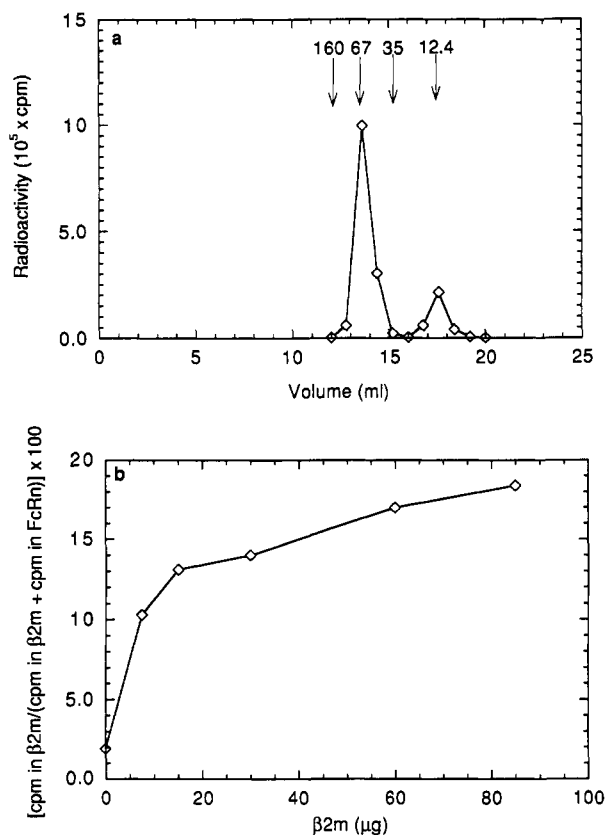 a
160 67 35 12.4
15
10
5.0
0.0
Radioactivity (10⁵ x cpm)
0 5 10 15 20 25
Volume (ml)
b
20
15
10
5.0
0.0
[cpm in β2m/(cpm in β2m + cpm in FcRn)] x 100
0 20 40 60 80 100
β2m (µg)